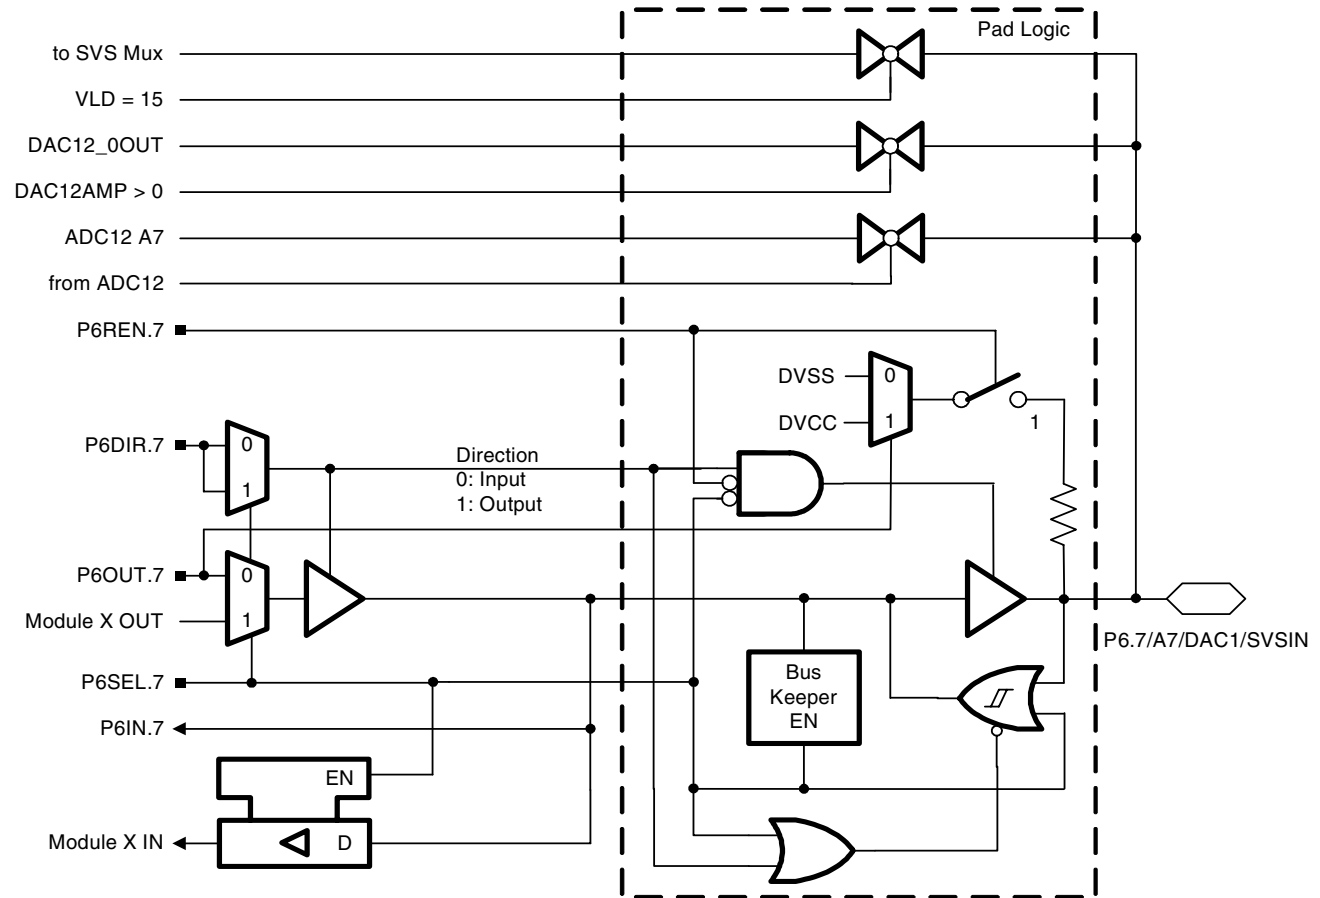 Pad Logic
to SVS Mux
VLD = 15
DAC12_0OUT
DAC12AMP > 0
ADC12 A7
from ADC12
P6REN.7
DVSS
0
DVCC
1
1
P6DIR.7
0
1
Direction
0: Input
1: Output
P6OUT.7
0
Module X OUT
1
P6.7/A7/DAC1/SVSIN
P6SEL.7
Bus
Keeper
EN
P6IN.7
EN
Module X IN
D